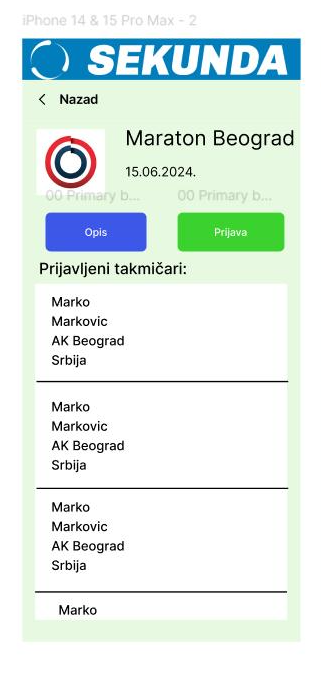 iPhone 14 & 15 Pro Max - 2
SEKUNDA
< Nazad
Maraton Beograd
15.06.2024.
00 Primary b... 00 Primary b...
Opis Prijava
Prijavljeni takmičari:
Marko
Markovic
AK Beograd
Srbija
Marko
Markovic
AK Beograd
Srbija
Marko
Markovic
AK Beograd
Srbija
Marko